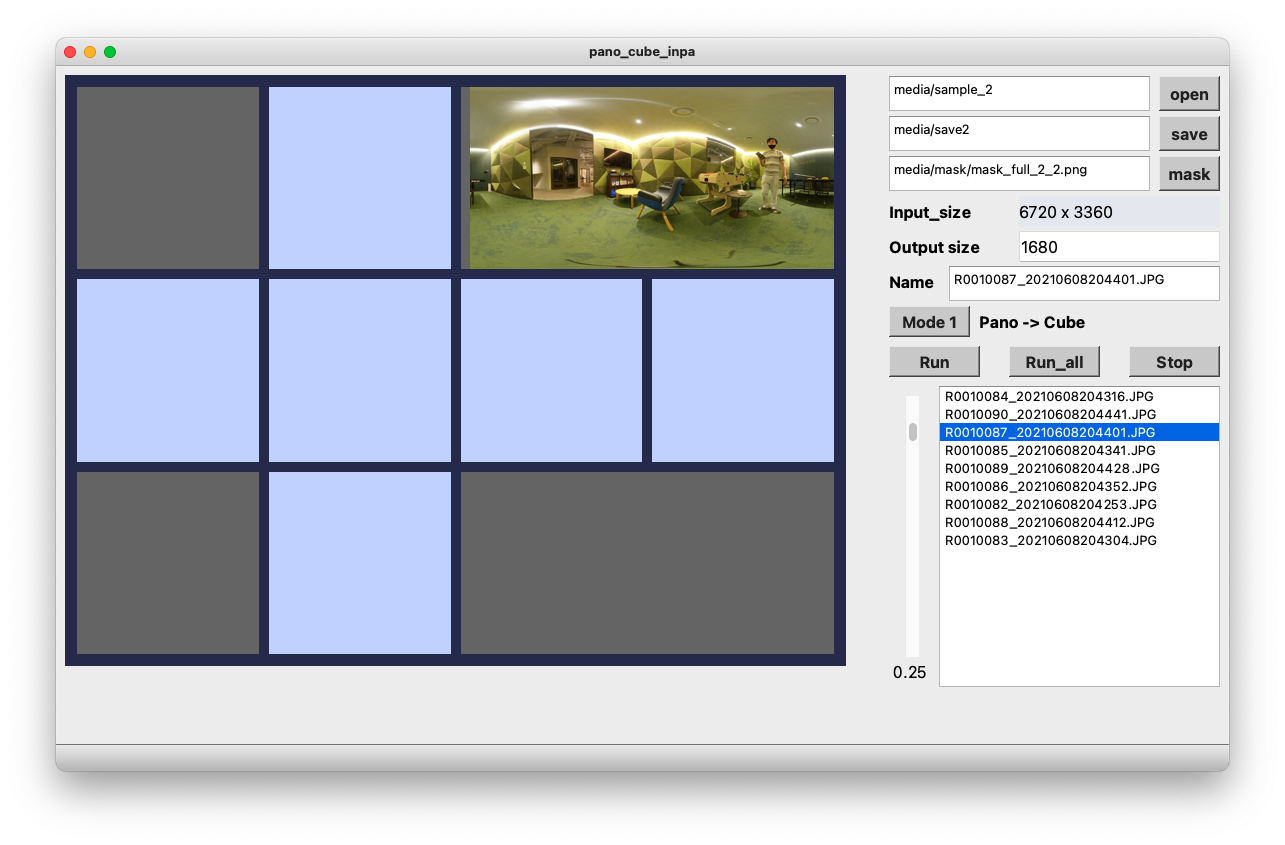 pano_cube_inpa
media/sample_2
open
media/save2
save
media/mask/mask_full_2_2.png
mask
Input_size 6720 x 3360
Output size 1680
Name R0010087_20210608204401.JPG
Mode 1 Pano -> Cube
Run Run_all Stop
R0010084_20210608204316.JPG
R0010090_20210608204441.JPG
R0010087_20210608204401.JPG
R0010085_20210608204341.JPG
R0010089_20210608204428.JPG
R0010086_20210608204352.JPG
R0010082_20210608204253.JPG
R0010088_20210608204412.JPG
R0010083_20210608204304.JPG
0.25